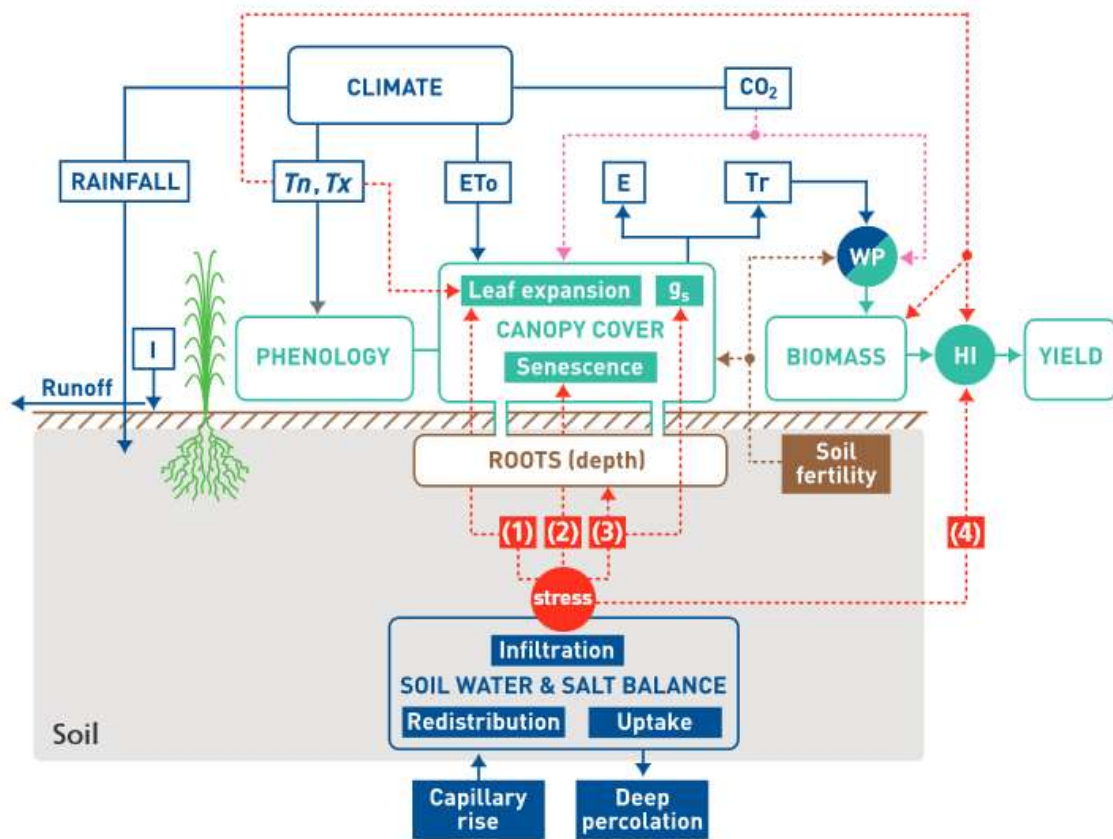 CLIMATE
CO₂
RAINFALL
Tn, Tx
ETo
E
Tr
WP
Leaf expansion
gₛ
CANOPY COVER
Senescence
PHENOLOGY
BIOMASS
HI
YIELD
I
Runoff
ROOTS (depth)
Soil
fertility
(1)
(2)
(3)
(4)
stress
Infiltration
SOIL WATER & SALT BALANCE
Redistribution
Uptake
Soil
Capillary
rise
Deep
percolation